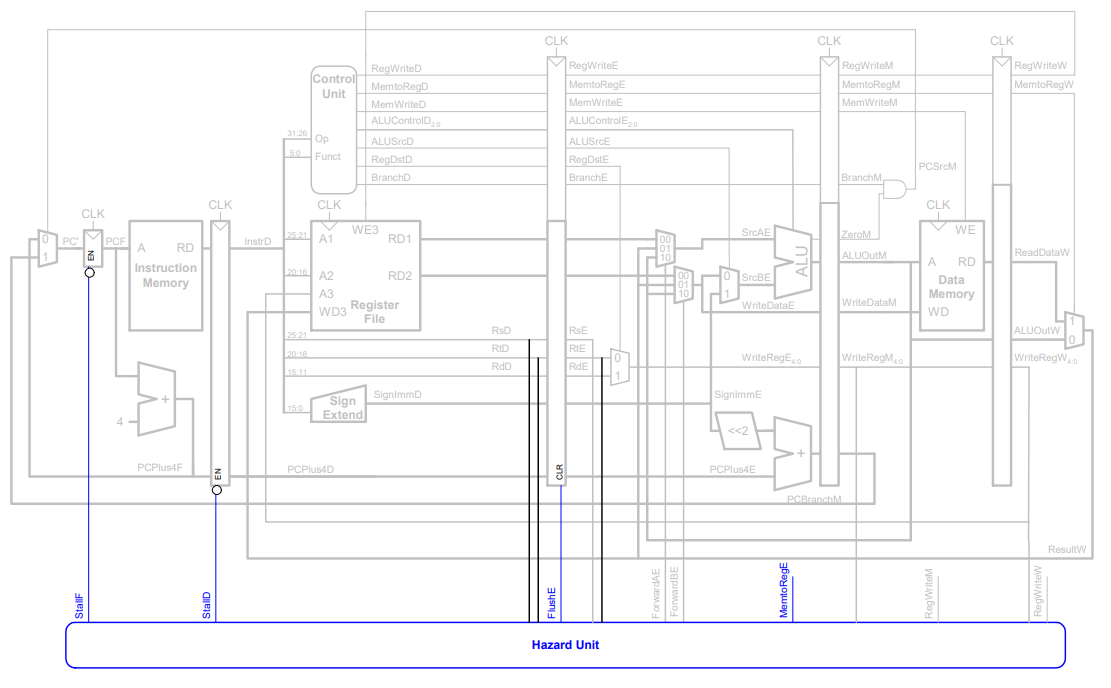 CLK
CLK
CLK
RegWriteD
RegWriteE
RegWriteM
RegWriteW
Control
Unit
MemtoRegD
MemtoRegE
MemtoRegM
MemtoRegW
MemWriteD
MemWriteE
MemWriteM
ALUControlD2:0
ALUControlE2:0
31:26
Op
ALUSrcD
ALUSrcE
5:0
Funct
RegDstD
RegDstE
PCSrcM
BranchD
BranchE
BranchM
CLK
CLK
CLK
CLK
0
1
PC'
EN
PCF
A
RD
Instruction
Memory
InstrD
25:21
A1
WE3
RD1
20:16
A2
RD2
A3
WD3
Register
File
00
01
10
00
01
10
SrcAE
0
1
SrcBE
ALU
ZeroM
ALUOutM
WE
A
RD
Data
Memory
WD
ReadDataW
WriteDataE
WriteDataM
ALUOutW
1
0
25:21
RsD
RsE
20:16
RtD
RtE
0
1
WriteRegE4:0
WriteRegM4:0
WriteRegW4:0
15:11
RdD
RdE
15:0
Sign
Extend
SignImmD
SignImmE
+
4
<<2
+
PCPlus4F
EN
PCPlus4D
CLR
PCPlus4E
PCBranchM
ResultW
StallF
StallD
FlushE
ForwardAE
ForwardBE
MemtoRegE
RegWriteM
RegWriteW
Hazard Unit